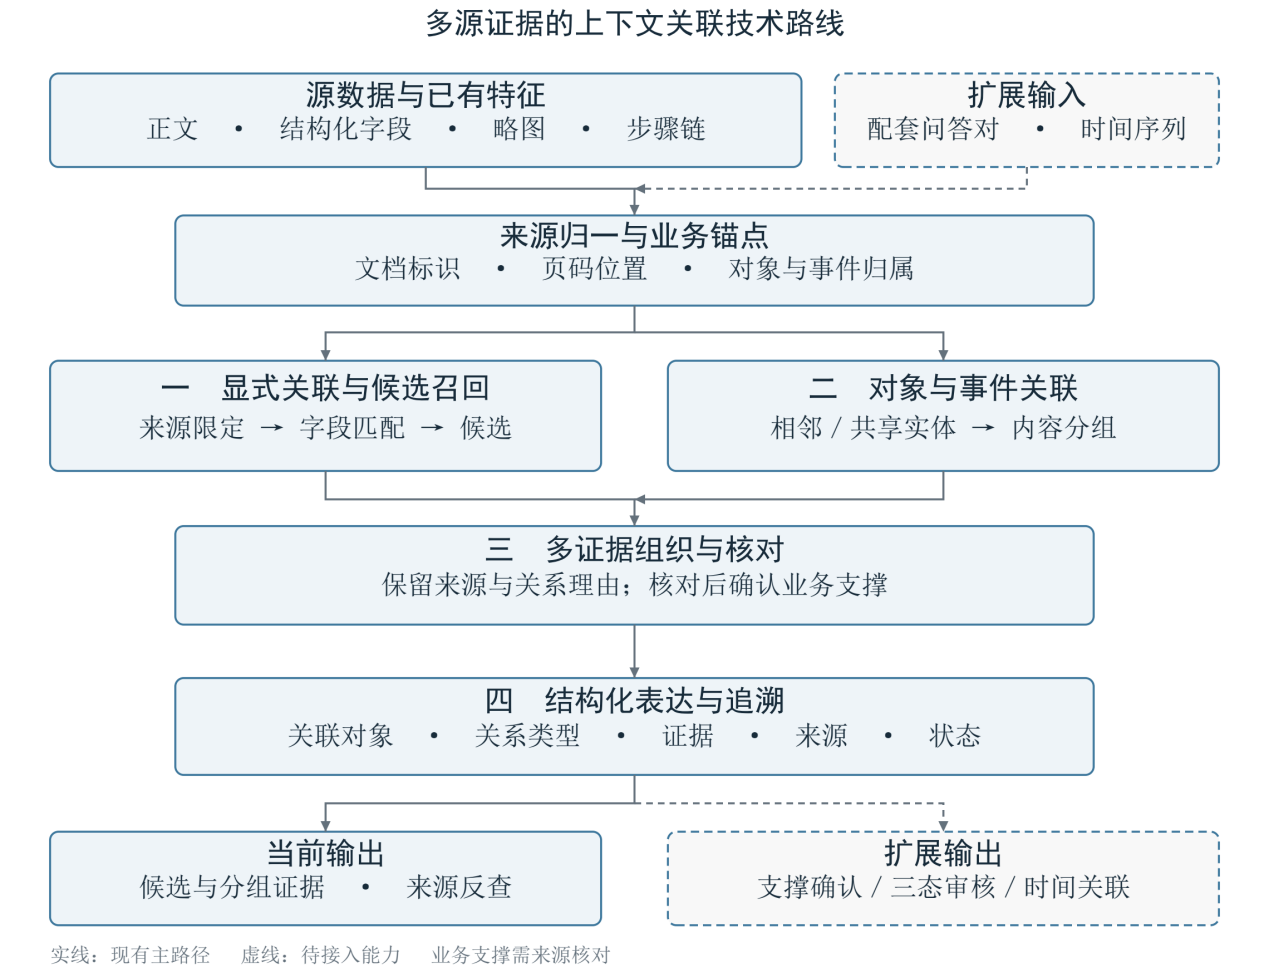 多源证据的上下文关联技术路线
源数据与已有特征
正文 • 结构化字段 • 略图 • 步骤链
扩展输入
配套问答对 • 时间序列
来源归一与业务锚点
文档标识 • 页码位置 • 对象与事件归属
一 显式关联与候选召回
来源限定 → 字段匹配 → 候选
二 对象与事件关联
相邻 / 共享实体 → 内容分组
三 多证据组织与核对
保留来源与关系理由；核对后确认业务支撑
四 结构化表达与追溯
关联对象 • 关系类型 • 证据 • 来源 • 状态
当前输出
候选与分组证据 • 来源反查
扩展输出
支撑确认 / 三态审核 / 时间关联
实线：现有主路径 虚线：待接入能力 业务支撑需来源核对